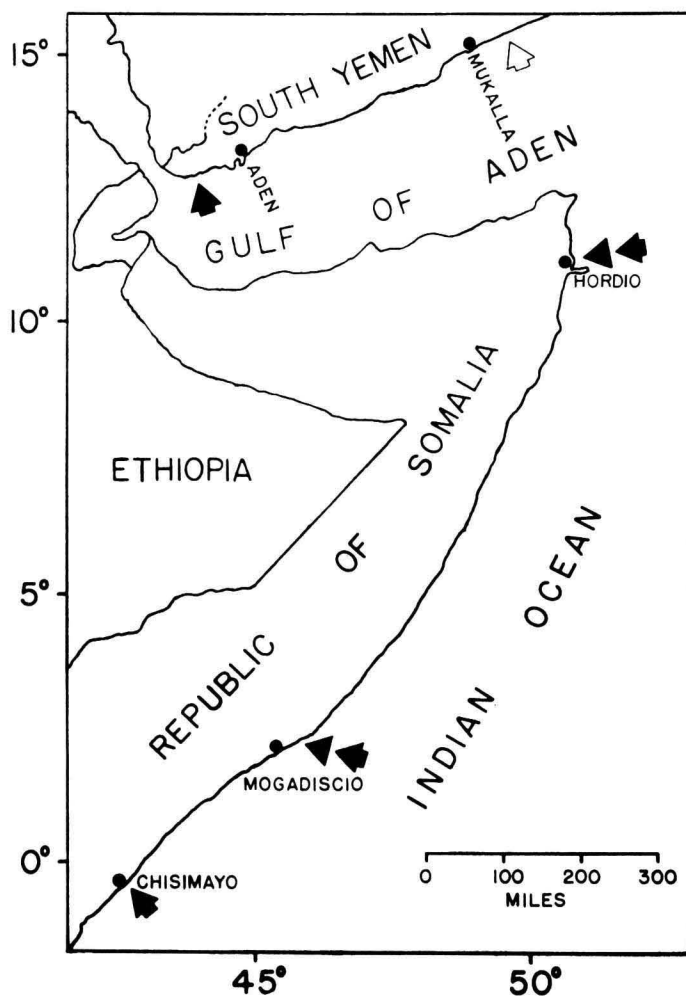 15°
SOUTH YEMEN
MUKALLA
ADEN
GULF OF ADEN
HORDIO
10°
REPUBLIC OF SOMALIA
ETHIOPIA
5°
INDIAN OCEAN
MOGADISCIO
0°
CHISIMAYO
0 100 180 200 300
MILES
45° 50°